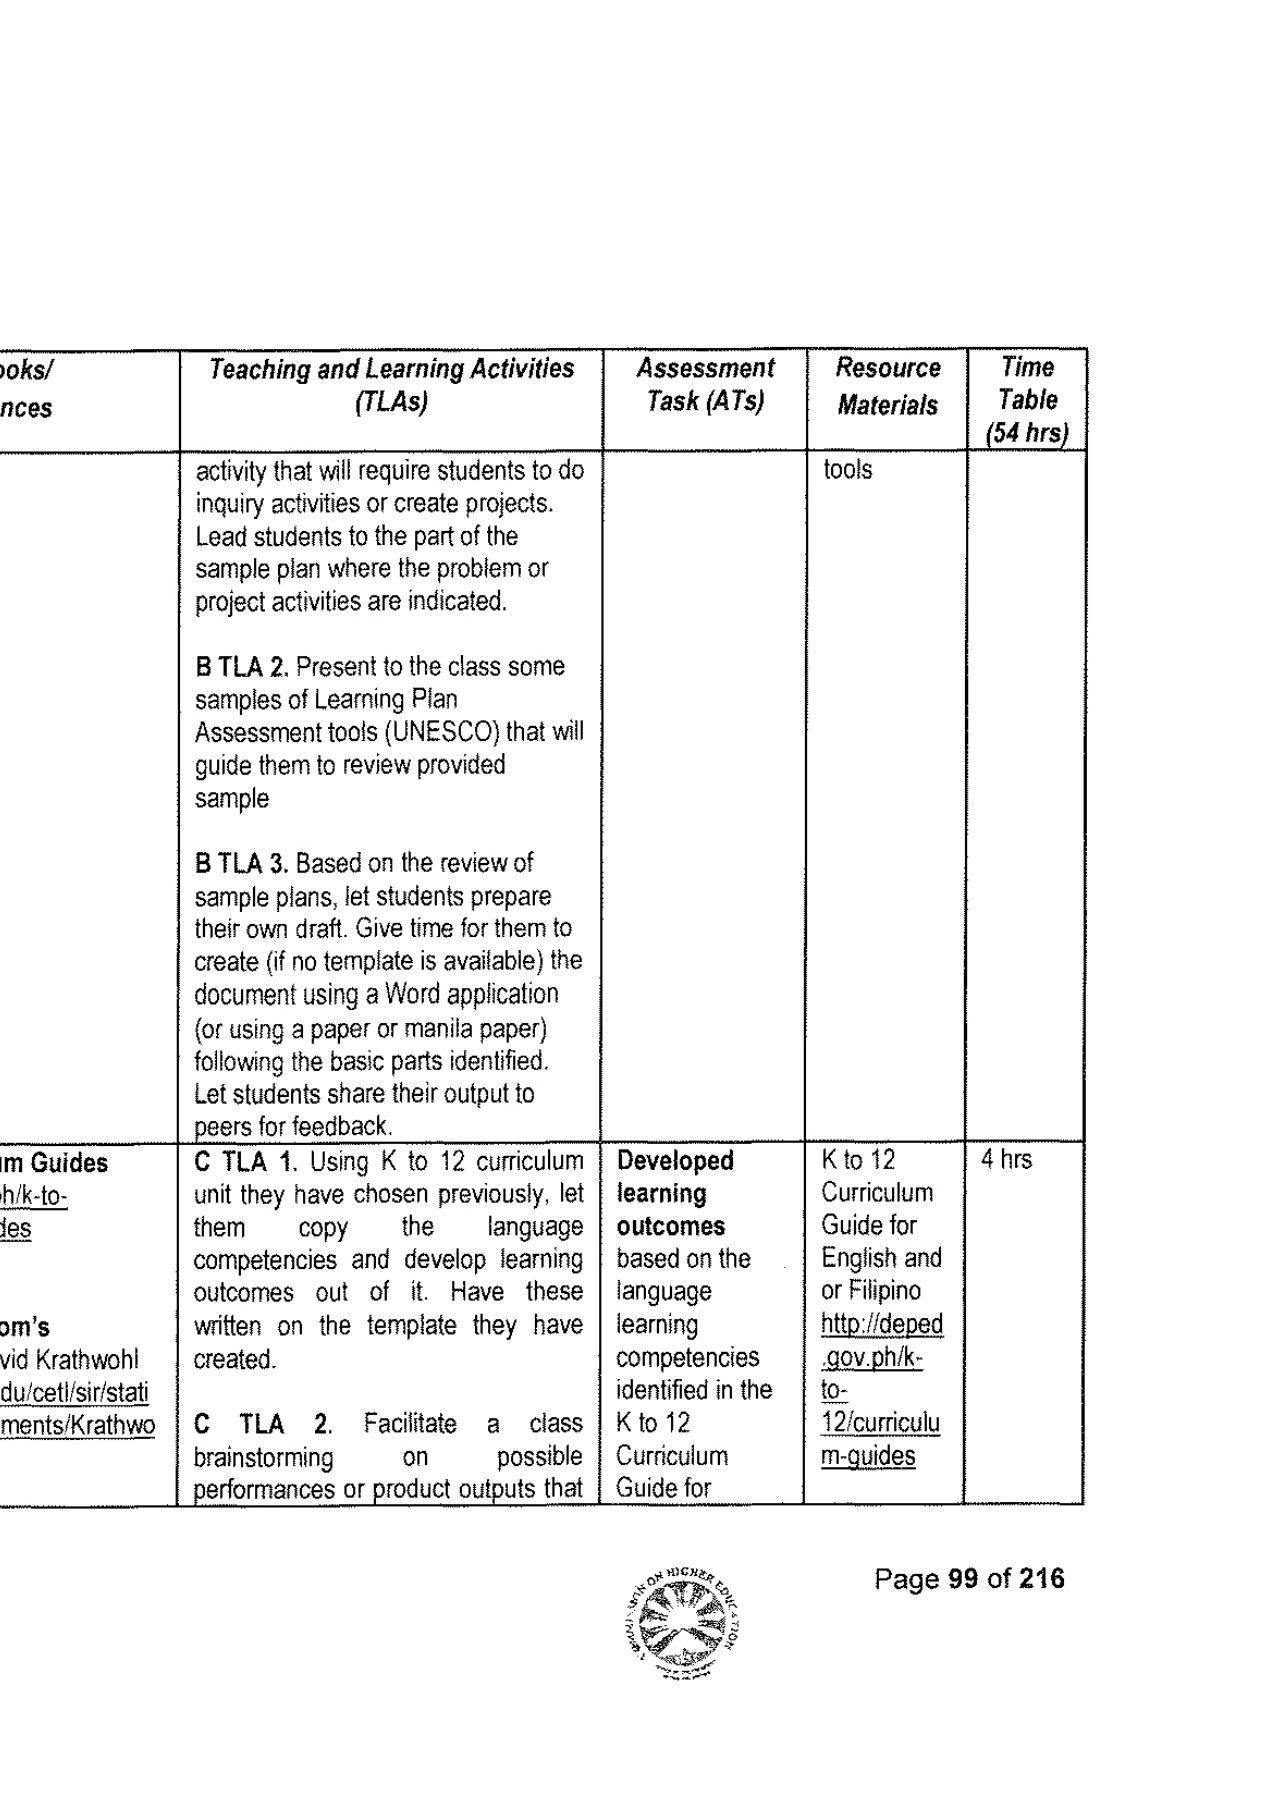 ooks/
nces
Teaching and Learning Activities
(TLAs)
Assessment
Task (ATs)
Resource
Materials
Time
Table
(54 hrs)
activity that will require students to do
inquiry activities or create projects.
Lead students to the part of the
sample plan where the problem or
project activities are indicated.
B TLA 2. Present to the class some
samples of Learning Plan
Assessment tools (UNESCO) that will
guide them to review provided
sample
B TLA 3. Based on the review of
sample plans, let students prepare
their own draft. Give time for them to
create (if no template is available) the
document using a Word application
(or using a paper or manila paper)
following the basic parts identified.
Let students share their output to
peers for feedback.
tools
um Guides
h/k-to-
des
om's
vid Krathwohl
du/cetl/sir/stati
ments/Krathwo
C TLA 1. Using K to 12 curriculum
unit they have chosen previously, let
them copy the language
competencies and develop learning
outcomes out of it. Have these
written on the template they have
created.
C TLA 2. Facilitate a class
brainstorming on possible
performances or product outputs that
Developed
learning
outcomes
based on the
language
learning
competencies
identified in the
K to 12
Curriculum
Guide for
K to 12
Curriculum
Guide for
English and
or Filipino
http://deped
.gov.ph/k-
to-
12/curriculu
m-guides
4 hrs
COMMISSION ON HIGHER EDUCATION
Page 99 of 216